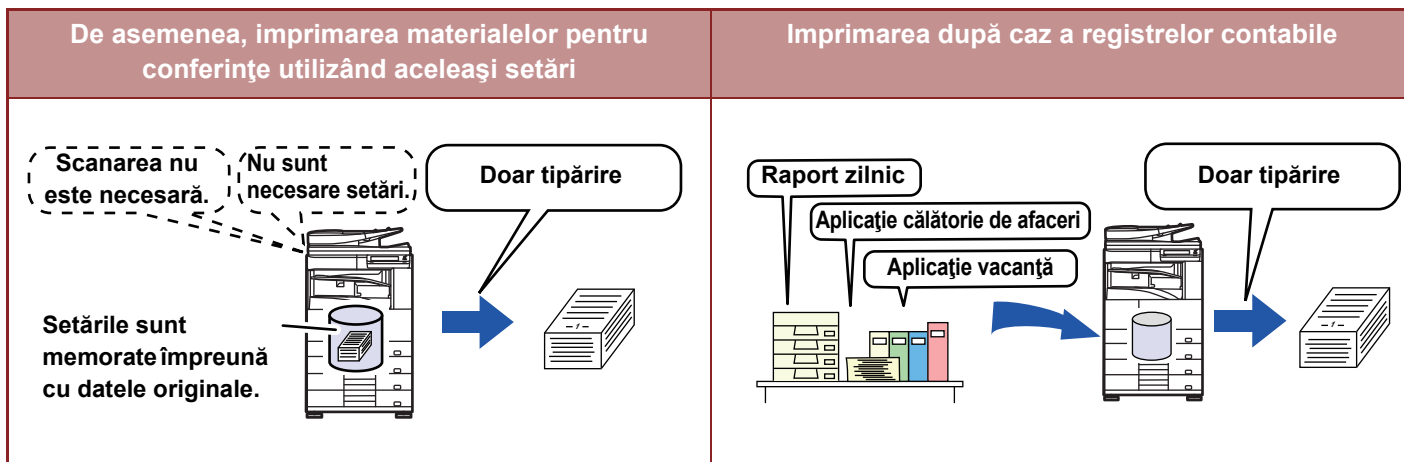 De asemenea, imprimarea materialelor pentru
conferinţe utilizând aceleaşi setări
Imprimarea după caz a registrelor contabile
Scanarea nu
este necesară.
Nu sunt
necesare setări.
Doar tipărire
Setările sunt
memorate împreună
cu datele originale.
-1-
Raport zilnic
Aplicaţie călătorie de afaceri
Aplicaţie vacanţă
Doar tipărire
-1-